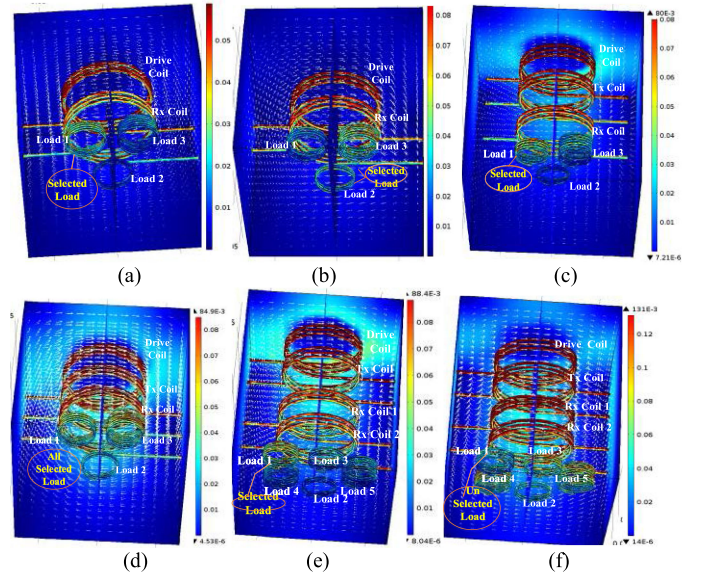 Drive
Coil
Rx Coil
Load 1
Load 3
Selected
Load
Load 2
0.05
0.04
0.03
0.02
0.01
(a)
Drive
Coil
Rx Coil
Load 1
Load 3
Selected
Load
Load 2
0.08
0.07
0.06
0.05
0.04
0.03
0.02
0.01
(b)
Drive
Coil
Tx Coil
Rx Coil
Load 1
Load 3
Selected
Load
Load 2
▲ 80E-3
0.08
0.07
0.06
0.05
0.04
0.03
0.02
0.01
▼ 7.21E-6
(c)
Drive
Coil
Tx Coil
Rx Coil
Load 1
Load 3
All
Selected
Load
Load 2
84.9E-3
0.08
0.07
0.06
0.05
0.04
0.03
0.02
0.01
▼ 4.53E-6
(d)
Drive
Coil
Tx Coil
Rx Coil 1
Rx Coil 2
Load 1
Load 3
Load 4
Load 5
Load 2
Selected
Load
88.4E-3
0.08
0.07
0.06
0.05
0.04
0.03
0.02
0.01
8.04E-6
(e)
Drive Coil
Tx Coil
Rx Coil 1
Rx Coil 2
Load 1
Load 3
Load 4
Load 5
Load 2
Un
Selected
Load
▲ 131E-3
0.12
0.1
0.08
0.06
0.04
0.02
▼ 14E-6
(f)